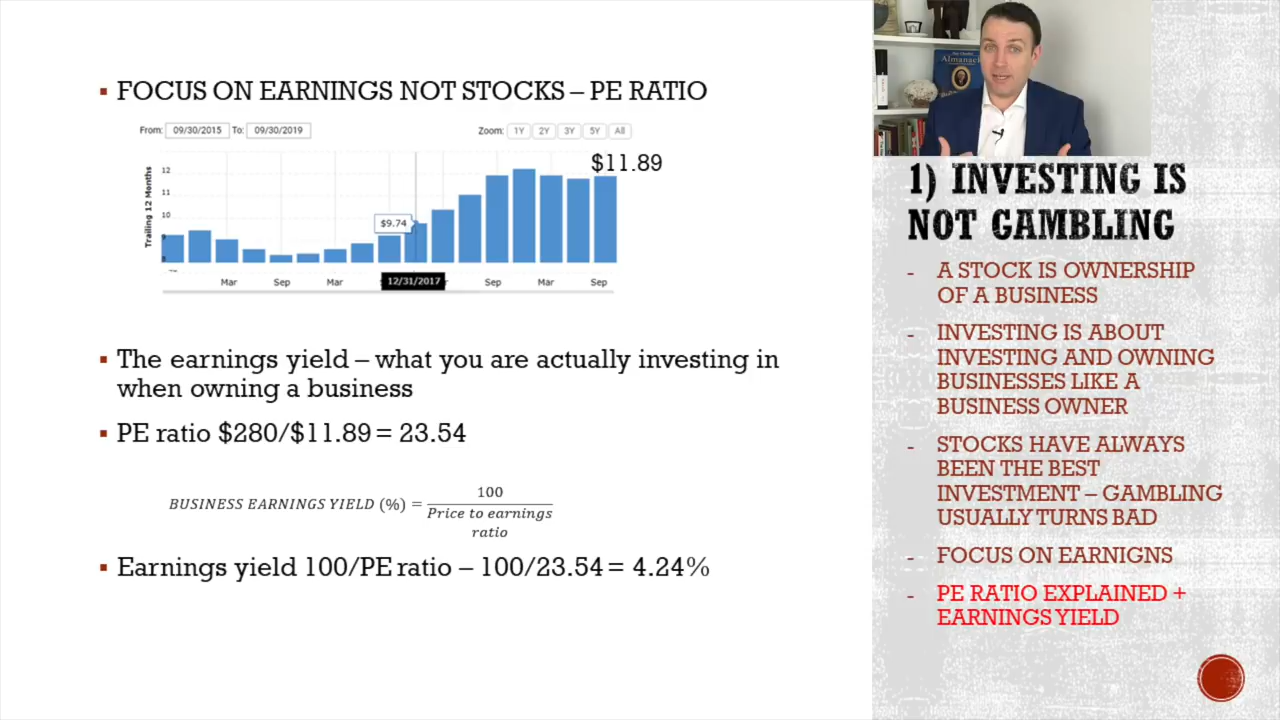 FOCUS ON EARNINGS NOT STOCKS – PE RATIO
From: 09/30/2015 To: 09/30/2019
Zoom: 1Y 2Y 3Y 5Y All
$11.89
Trailing 12 Months
12
11
10
9
8
$9.74
Mar Sep Mar 12/31/2017 Sep Mar Sep
The earnings yield – what you are actually investing in
when owning a business
PE ratio $280/$11.89 = 23.54
BUSINESS EARNINGS YIELD (%) = 100
Price to earnings
ratio
Earnings yield 100/PE ratio – 100/23.54 = 4.24%
Almanack
1) INVESTING IS
NOT GAMBLING
- A STOCK IS OWNERSHIP
OF A BUSINESS
- INVESTING IS ABOUT
INVESTING AND OWNING
BUSINESSES LIKE A
BUSINESS OWNER
- STOCKS HAVE ALWAYS
BEEN THE BEST
INVESTMENT – GAMBLING
USUALLY TURNS BAD
- FOCUS ON EARNIGNS
- PE RATIO EXPLAINED +
EARNINGS YIELD